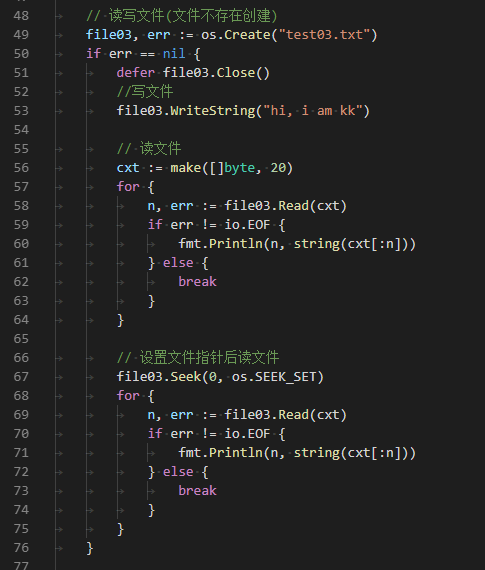 48 // 读写文件(文件不存在创建)
49 file03, err := os.Create("test03.txt")
50 if err == nil {
51 defer file03.Close()
52 //写文件
53 file03.WriteString("hi, i am kk")
54
55 // 读文件
56 cxt := make([]byte, 20)
57 for {
58 n, err := file03.Read(cxt)
59 if err != io.EOF {
60 fmt.Println(n, string(cxt[:n]))
61 } else {
62 break
63 }
64 }
65
66 // 设置文件指针后读文件
67 file03.Seek(0, os.SEEK_SET)
68 for {
69 n, err := file03.Read(cxt)
70 if err != io.EOF {
71 fmt.Println(n, string(cxt[:n]))
72 } else {
73 break
74 }
75 }
76 }
77